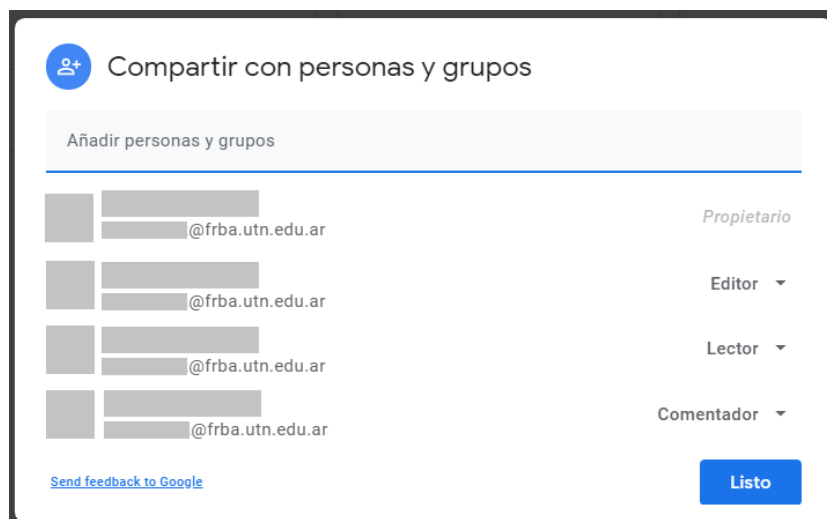 Compartir con personas y grupos
Añadir personas y grupos
@frba.utn.edu.ar
Propietario
@frba.utn.edu.ar
Editor
@frba.utn.edu.ar
Lector
@frba.utn.edu.ar
Comentador
Send feedback to Google
Listo